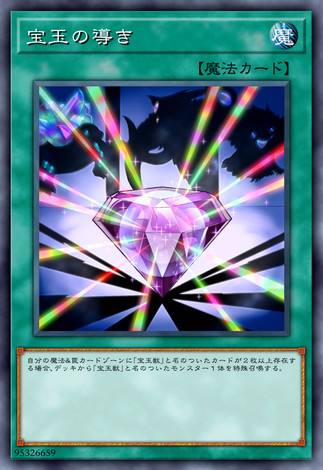 宝玉の導き
魔
【魔法カード】
自分の魔法&罠カードゾーンに「宝玉獣」と名のついたカードが２枚以上存在す
る場合、デッキから「宝玉獣」と名のついたモンスター１体を特殊召喚する。
95326659